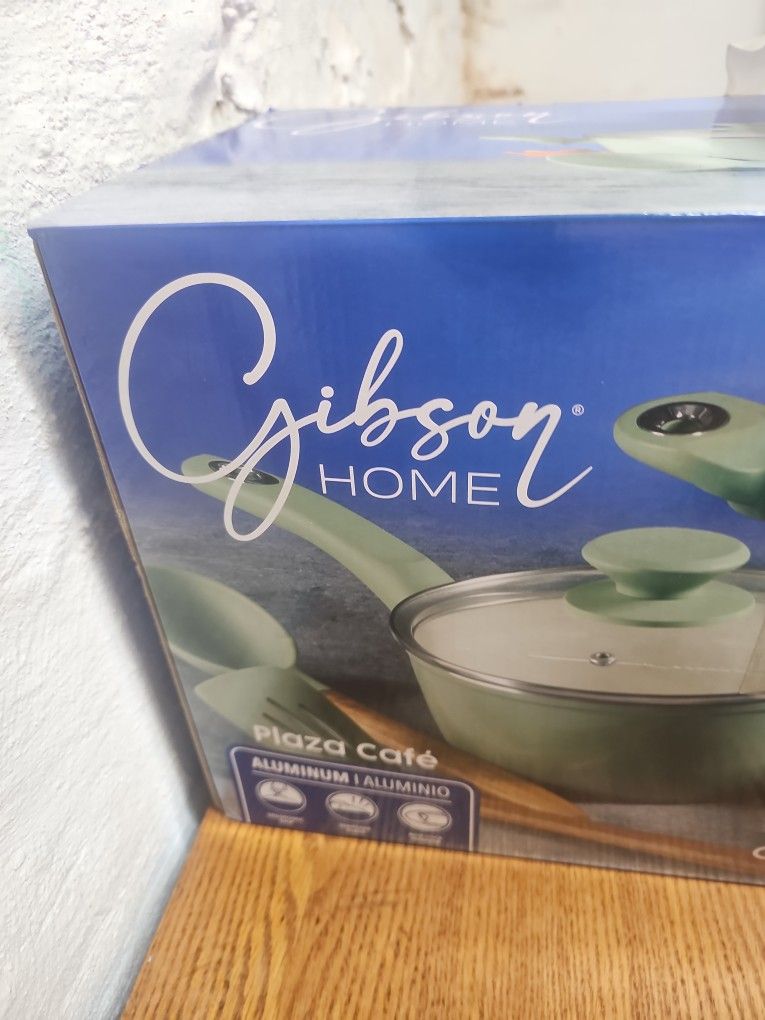 Gibson®
HOME
Plaza Café
ALUMINUM | ALUMINIO